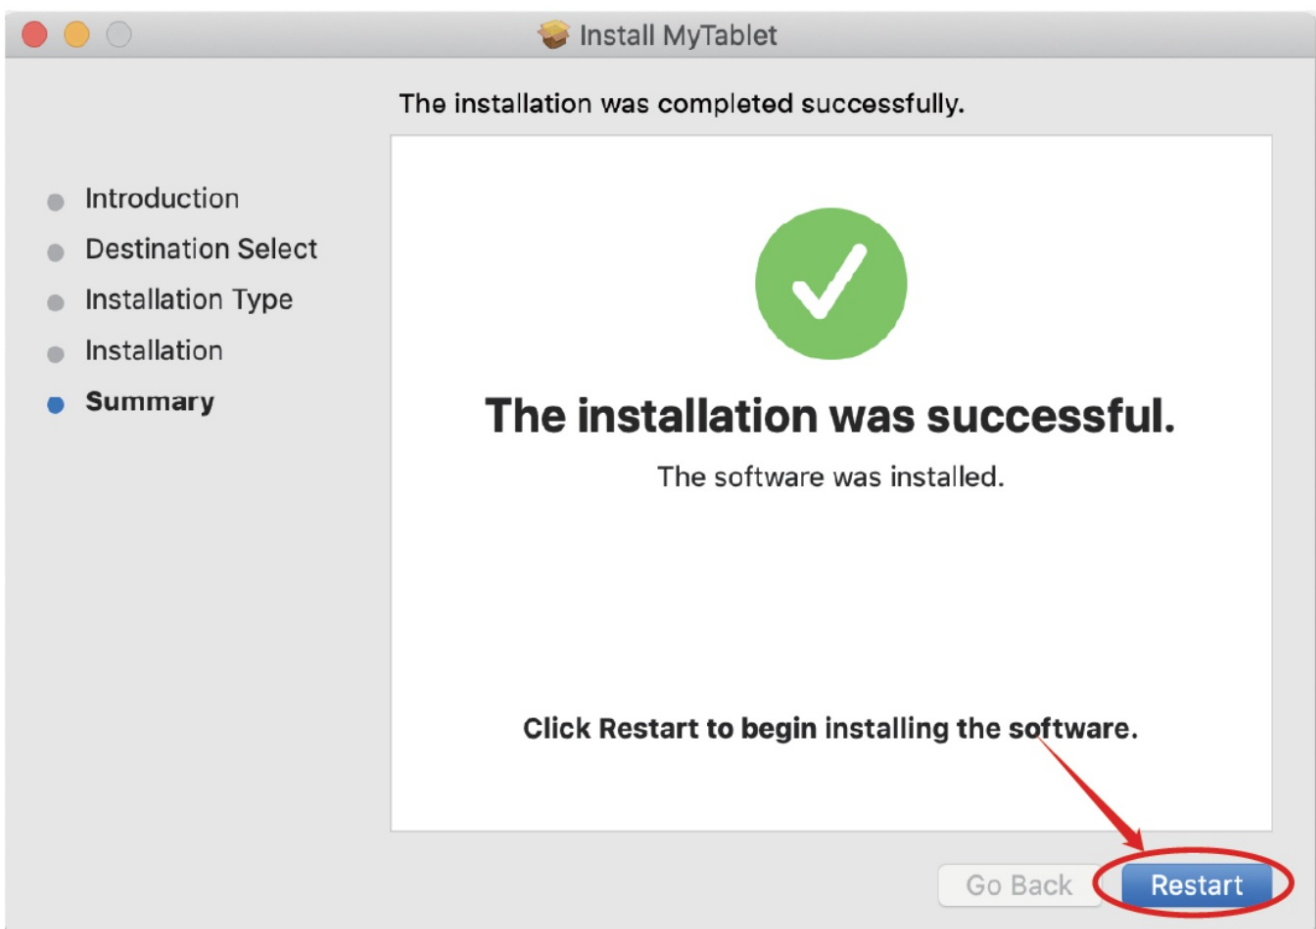 Install MyTablet
The installation was completed successfully.
Introduction
Destination Select
Installation Type
Installation
Summary
The installation was successful.
The software was installed.
Click Restart to begin installing the software.
Go Back
Restart